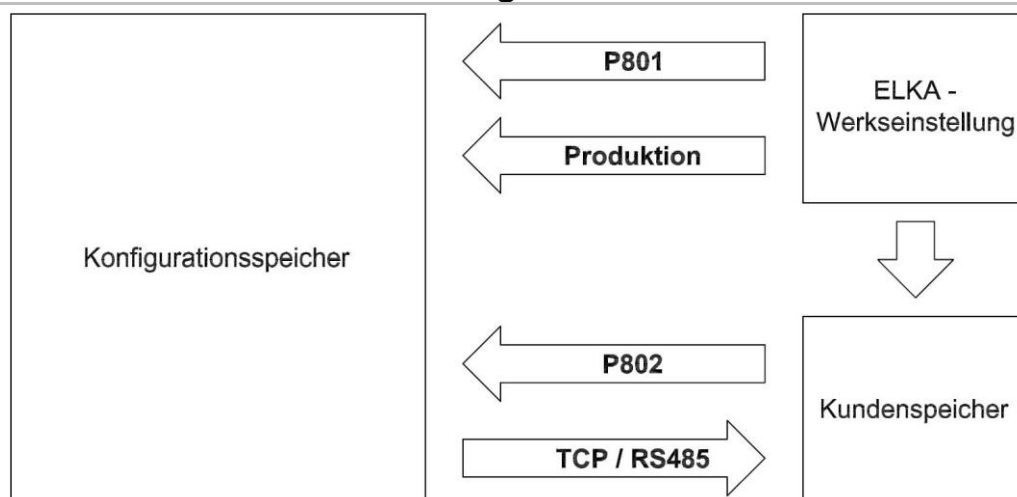 P801
ELKA -
Werkseinstellung
Produktion
Konfigurationsspeicher
P802
Kundenspeicher
TCP / RS485